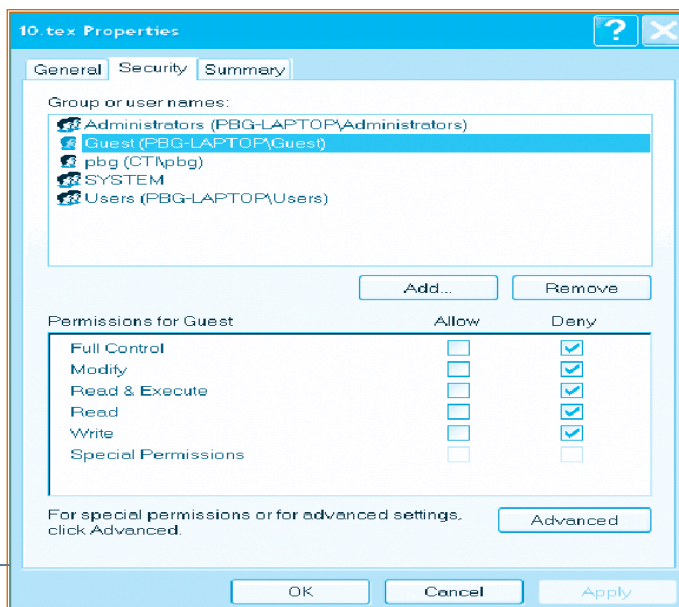 10.tex Properties
General Security Summary
Group or user names:
Administrators (PBG-LAPTOP\Administrators)
Guest (PBG-LAPTOP\Guest)
pbg (CTI\pbg)
SYSTEM
Users (PBG-LAPTOP\Users)
Add... Remove
Permissions for Guest Allow Deny
Full Control
Modify
Read & Execute
Read
Write
Special Permissions
For special permissions or for advanced settings,
click Advanced.
Advanced
OK Cancel Apply